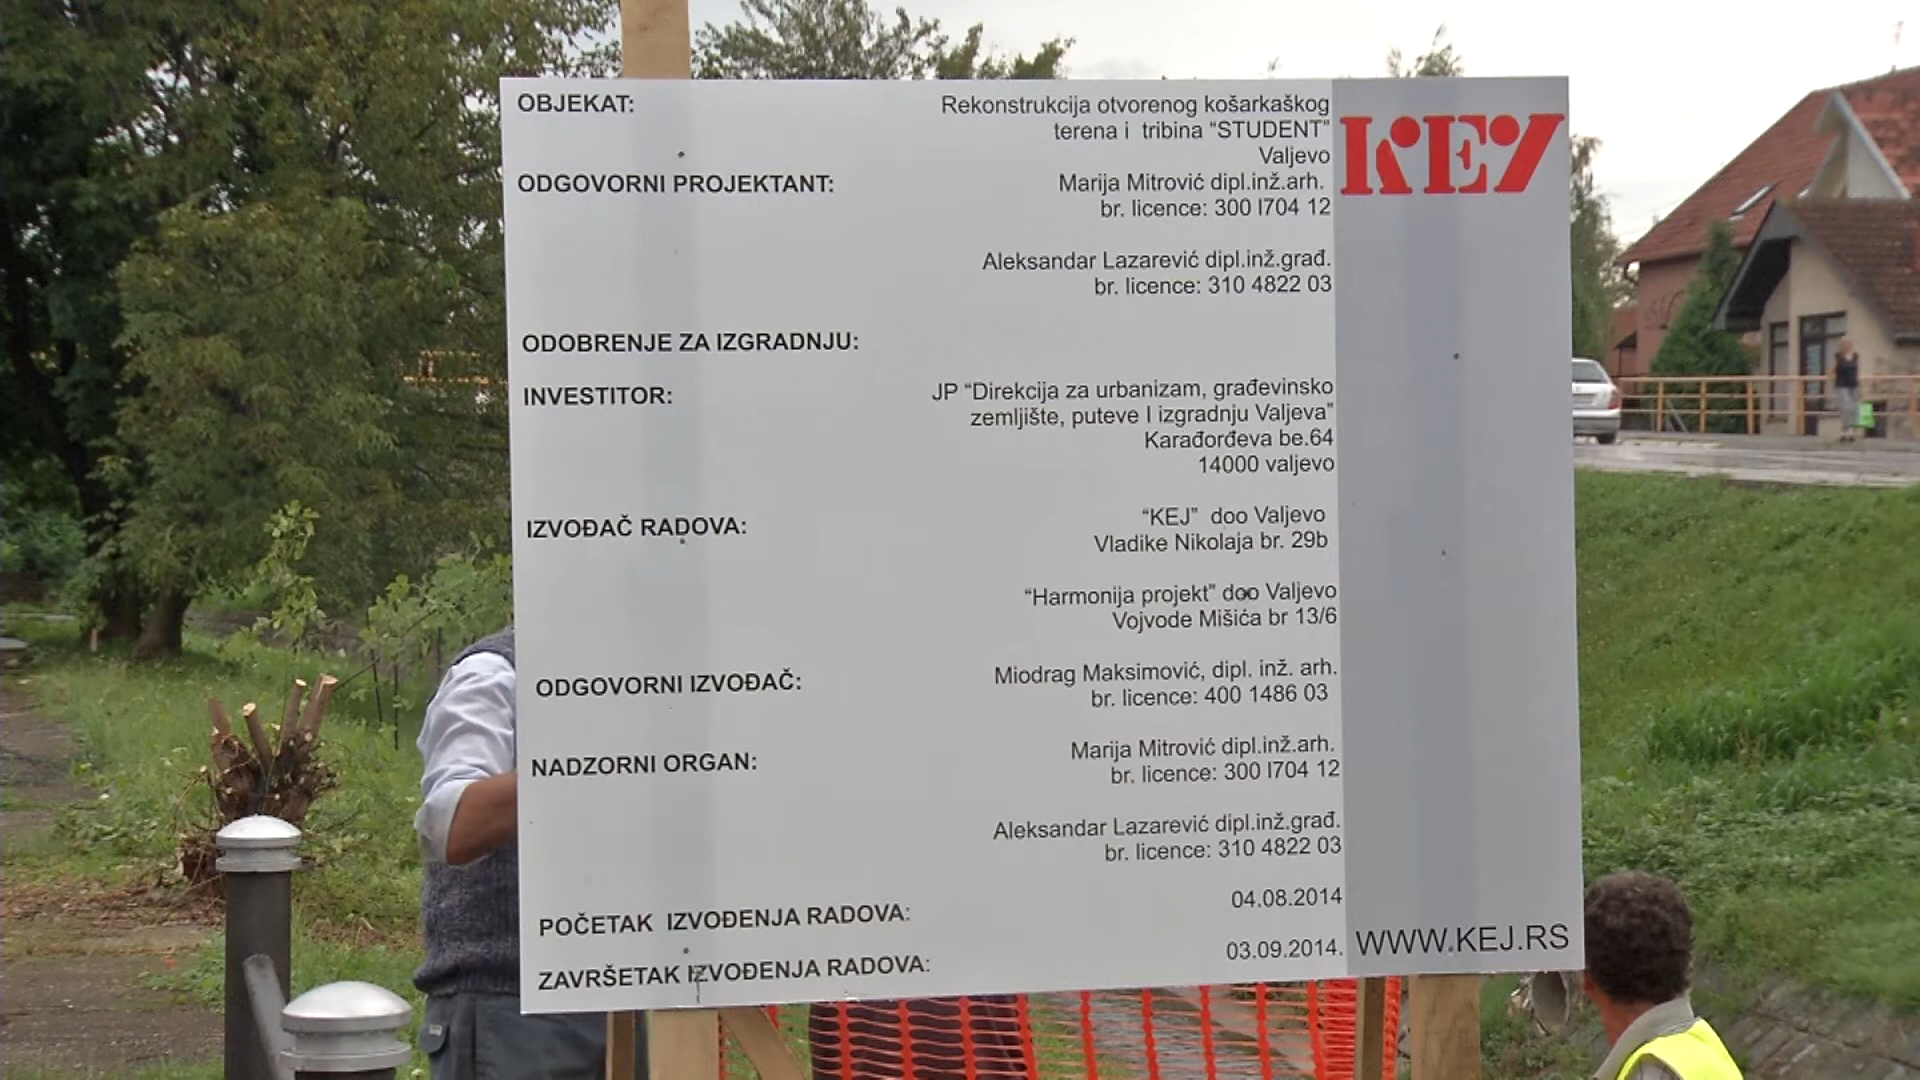 OBJEKAT: Rekonstrukcija otvorenog košarkaškog
terena i tribina “STUDENT”
Valjevo
KEY
ODGOVORNI PROJEKTANT: Marija Mitrović dipl.inž.arh.
br. licence: 300 I704 12
Aleksandar Lazarević dipl.inž.građ.
br. licence: 310 4822 03
ODOBRENJE ZA IZGRADNJU:
INVESTITOR: JP “Direkcija za urbanizam, građevinsko
zemljište, puteve I izgradnju Valjeva”
Karađorđeva be.64
14000 valjevo
IZVOĐAČ RADOVA: “KEJ” doo Valjevo
Vladike Nikolaja br. 29b
“Harmonija projekt” doo Valjevo
Vojvode Mišića br 13/6
ODGOVORNI IZVOĐAČ: Miodrag Maksimović, dipl. inž. arh.
br. licence: 400 1486 03
NADZORNI ORGAN: Marija Mitrović dipl.inž.arh.
br. licence: 300 I704 12
Aleksandar Lazarević dipl.inž.građ.
br. licence: 310 4822 03
POČETAK IZVOĐENJA RADOVA: 04.08.2014
ZAVRŠETAK IZVOĐENJA RADOVA: 03.09.2014.
WWW.KEJ.RS